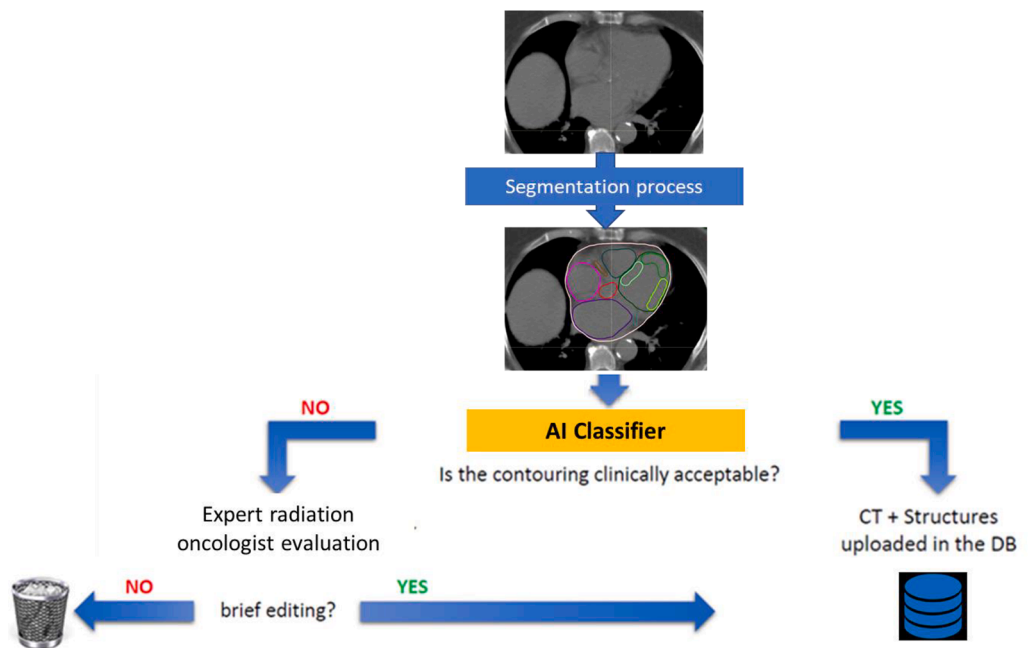 Segmentation process
NO
YES
AI Classifier
Is the contouring clinically acceptable?
Expert radiation
oncologist evaluation
CT + Structures
uploaded in the DB
NO
brief editing?
YES